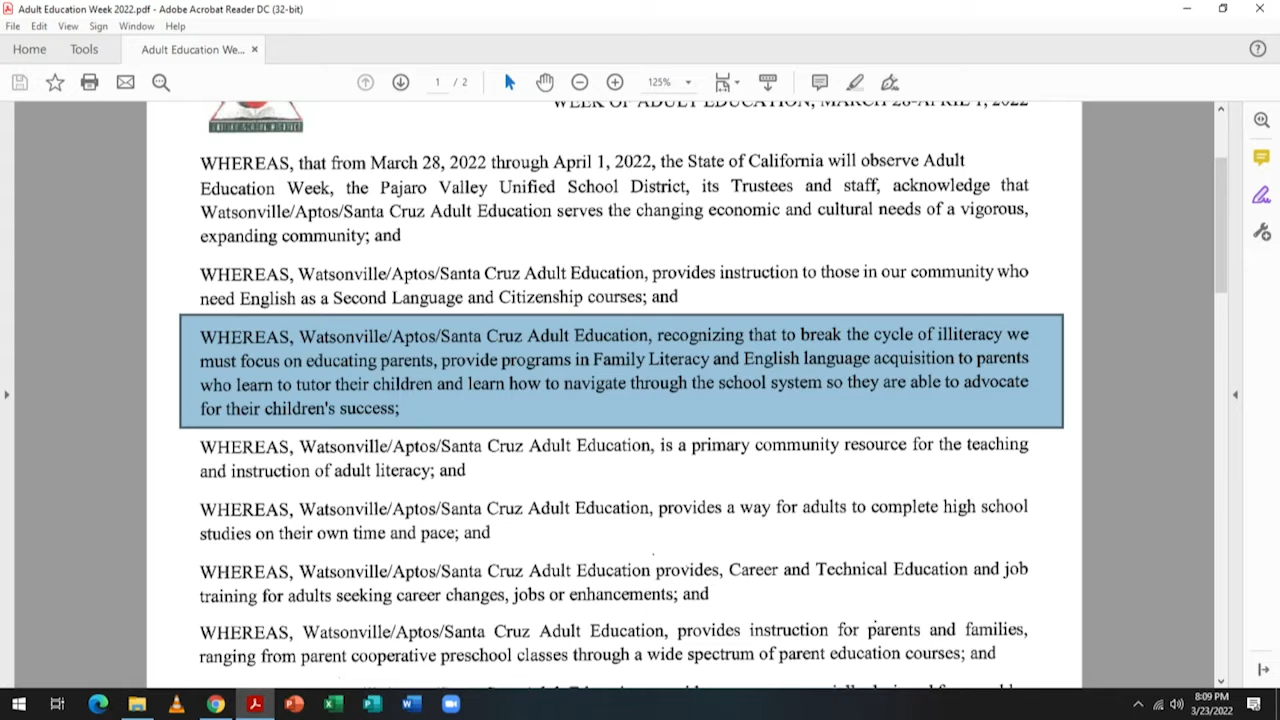 Adult Education Week 2022.pdf - Adobe Acrobat Reader DC (32-bit)
File Edit View Sign Window Help
Home Tools Adult Education We... ×
1 / 2 125%
WEEK OF ADULT EDUCATION, MARCH 28-APRIL 1, 2022
WHEREAS, that from March 28, 2022 through April 1, 2022, the State of California will observe Adult
Education Week, the Pajaro Valley Unified School District, its Trustees and staff, acknowledge that
Watsonville/Aptos/Santa Cruz Adult Education serves the changing economic and cultural needs of a vigorous,
expanding community; and
WHEREAS, Watsonville/Aptos/Santa Cruz Adult Education, provides instruction to those in our community who
need English as a Second Language and Citizenship courses; and
WHEREAS, Watsonville/Aptos/Santa Cruz Adult Education, recognizing that to break the cycle of illiteracy we
must focus on educating parents, provide programs in Family Literacy and English language acquisition to parents
who learn to tutor their children and learn how to navigate through the school system so they are able to advocate
for their children's success;
WHEREAS, Watsonville/Aptos/Santa Cruz Adult Education, is a primary community resource for the teaching
and instruction of adult literacy; and
WHEREAS, Watsonville/Aptos/Santa Cruz Adult Education, provides a way for adults to complete high school
studies on their own time and pace; and
WHEREAS, Watsonville/Aptos/Santa Cruz Adult Education provides, Career and Technical Education and job
training for adults seeking career changes, jobs or enhancements; and
WHEREAS, Watsonville/Aptos/Santa Cruz Adult Education, provides instruction for parents and families,
ranging from parent cooperative preschool classes through a wide spectrum of parent education courses; and
8:09 PM
3/23/2022